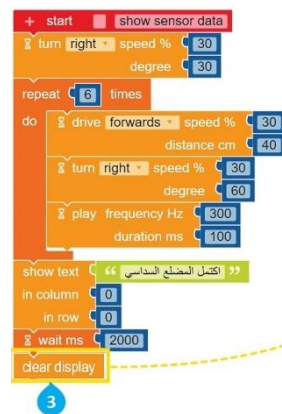 + start show sensor data
turn right speed % 30
degree 30
repeat 6 times
do drive forwards speed % 30
distance cm 40
turn right speed % 30
degree 60
play frequency Hz 300
duration ms 100
show text “ اكتمل المضلع السداسي ”
in column 0
in row 0
wait ms 2000
clear display
3